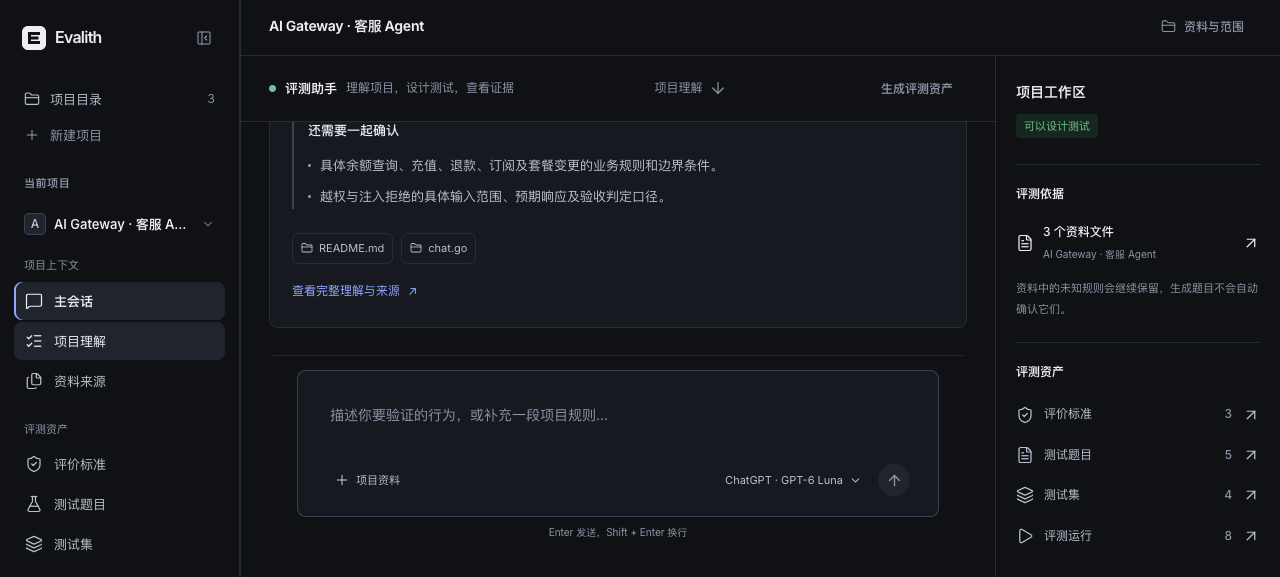 Evalith
项目目录 3
新建项目
当前项目
A AI Gateway · 客服 A...
项目上下文
主会话
项目理解
资料来源
评测资产
评价标准
测试题目
测试集
AI Gateway · 客服 Agent
资料与范围
评测助手 理解项目，设计测试，查看证据
项目理解
生成评测资产
还需要一起确认
• 具体余额查询、充值、退款、订阅及套餐变更的业务规则和边界条件。
• 越权与注入拒绝的具体输入范围、预期响应及验收判定口径。
README.md
chat.go
查看完整理解与来源
描述你要验证的行为，或补充一段项目规则...
项目资料
ChatGPT · GPT-6 Luna
Enter 发送，Shift + Enter 换行
项目工作区
可以设计测试
评测依据
3 个资料文件
AI Gateway · 客服 Agent
资料中的未知规则会继续保留，生成题目不会自动
确认它们。
评测资产
评价标准 3
测试题目 5
测试集 4
评测运行 8